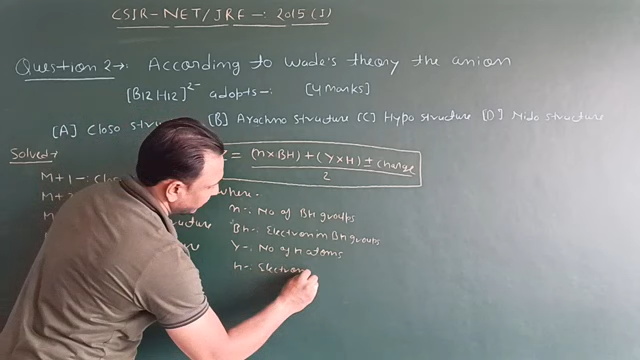 CSIR-NET/JRF-: 2015 (I)
Question 2→: According to Wade's theory the anion
[B12H12]²⁻ adopts-: [4 marks]
[A] Closo st [B] Arachno structure [C] Hypo structure [D] Nido structure
Solved→
= (n×BH) + (Y×H) ± charge
2
M+1-: Clo
where.
n-: No of BH groups
ucture BH-: Electron in BH groups
Y-: No of H atoms
H-: Electron